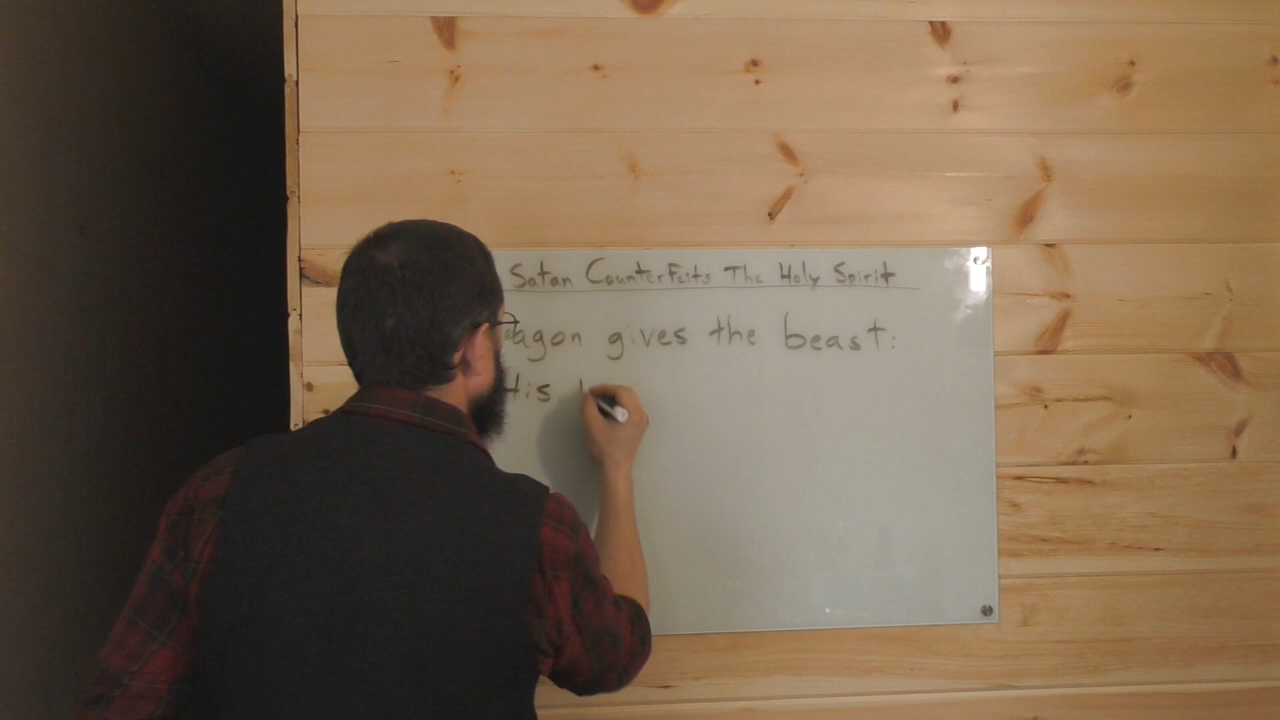 Satan Counterfeits The Holy Spirit
agon gives the beast:
His